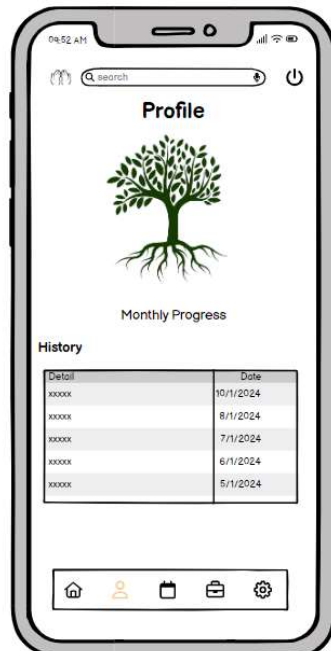 09:52 AM
search
Profile
Monthly Progress
History
Detail Date
xxxxx 10/1/2024
xxxxx 8/1/2024
xxxxx 7/1/2024
xxxxx 6/1/2024
xxxxx 5/1/2024